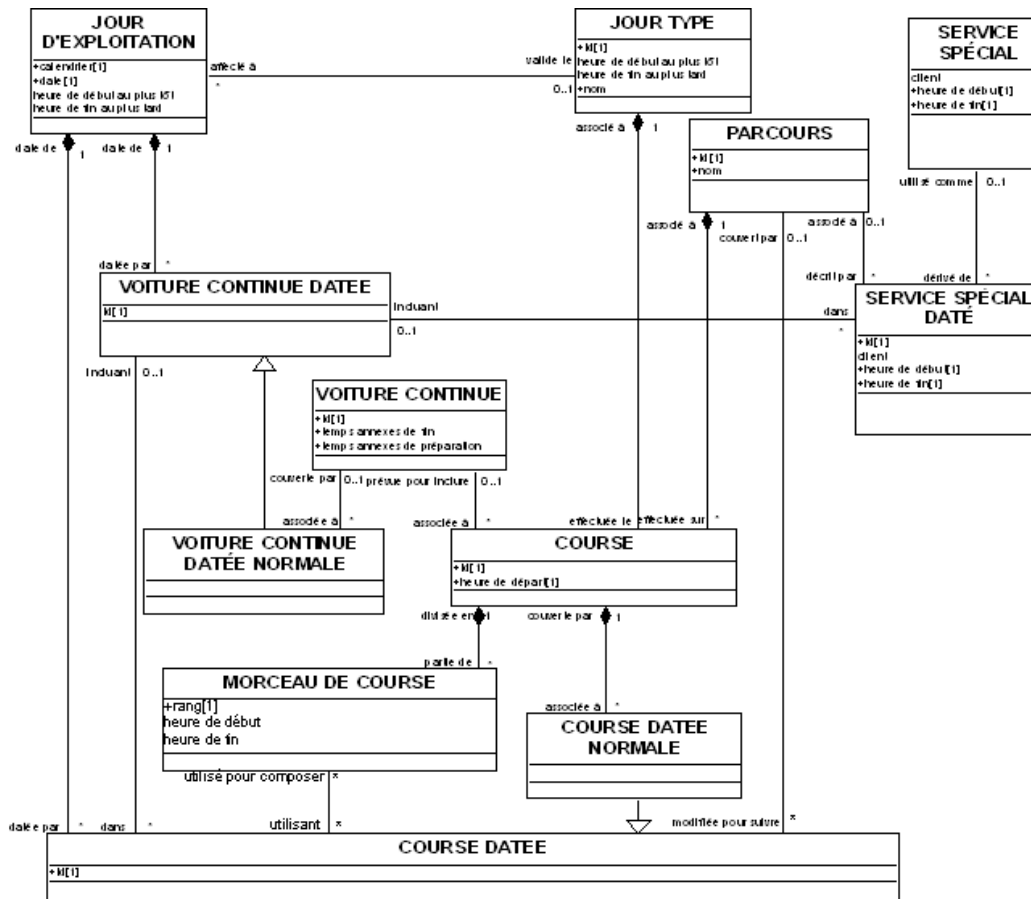 JOUR
D'EXPLOITATION
+calendrier[1]
+date[1]
heure de début au plus tôt
heure de fin au plus tard
affecté à
*
valide le
0..1
JOUR TYPE
+id[1]
heure de début au plus tôt
heure de fin au plus tard
+nom
SERVICE
SPÉCIAL
client
+heure de début[1]
+heure de fin[1]
date de
1
date de
1
associé à
1
PARCOURS
+id[1]
+nom
utilisé comme
0..1
associé à
1
couvert par
0..1
associé à
0..1
datée par
*
décrit par
*
dérivé de
*
VOITURE CONTINUE DATEE
id[1]
incluant
0..1
dans
*
SERVICE SPÉCIAL
DATÉ
+id[1]
client
+heure de début[1]
+heure de fin[1]
incluant
0..1
VOITURE CONTINUE
+id[1]
+temps annexes de fin
+temps annexes de préparation
couverte par
0..1
prévue pour inclure
0..1
associée à
*
associée à
*
effectuée le
effectuée sur
*
VOITURE CONTINUE
DATÉE NORMALE
COURSE
+id[1]
+heure de départ[1]
divisée en
1
couverte par
1
partie de
*
MORCEAU DE COURSE
+rang[1]
heure de début
heure de fin
associée à
*
COURSE DATEE
NORMALE
utilisé pour composer
*
utilisant
*
datée par
*
dans
*
modifiée pour suivre
*
COURSE DATEE
+id[1]